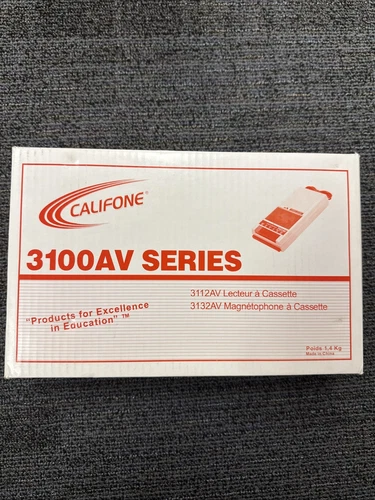 CALIFONE®
3100AV SERIES
3112AV Lecteur à Cassette
3132AV Magnétophone à Cassette
"Products for Excellence
in Education" ™
Poids 1,4 Kg
Made in China